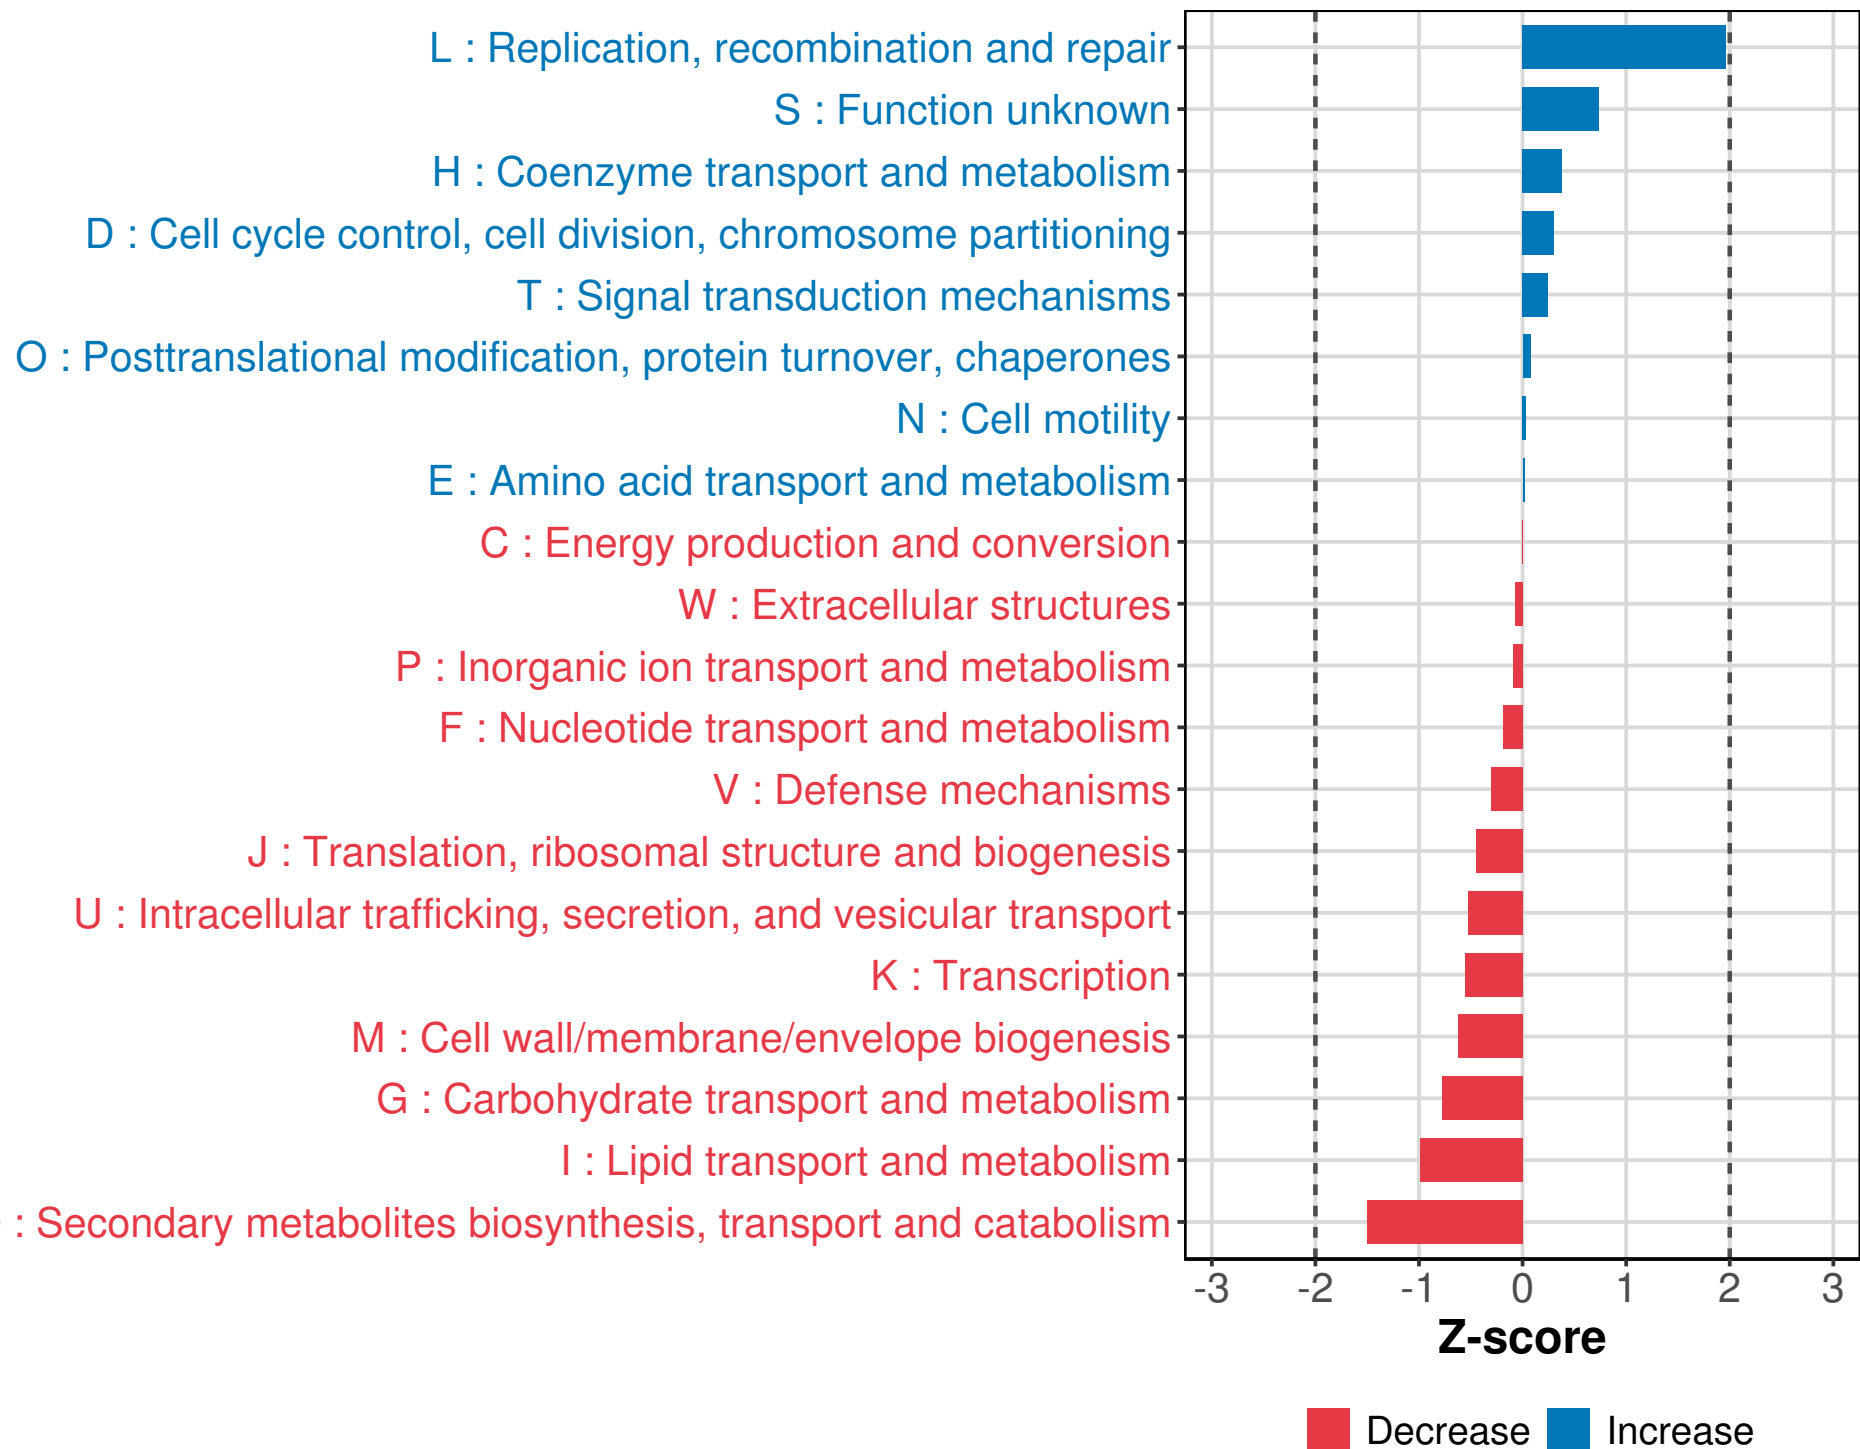 L : Replication, recombination and repair
S : Function unknown
H : Coenzyme transport and metabolism
D : Cell cycle control, cell division, chromosome partitioning
T : Signal transduction mechanisms
O : Posttranslational modification, protein turnover, chaperones
N : Cell motility
E : Amino acid transport and metabolism
C : Energy production and conversion
W : Extracellular structures
P : Inorganic ion transport and metabolism
F : Nucleotide transport and metabolism
V : Defense mechanisms
J : Translation, ribosomal structure and biogenesis
U : Intracellular trafficking, secretion, and vesicular transport
K : Transcription
M : Cell wall/membrane/envelope biogenesis
G : Carbohydrate transport and metabolism
I : Lipid transport and metabolism
: Secondary metabolites biosynthesis, transport and catabolism
-3 -2 -1 0 1 2 3
Z-score
Decrease Increase